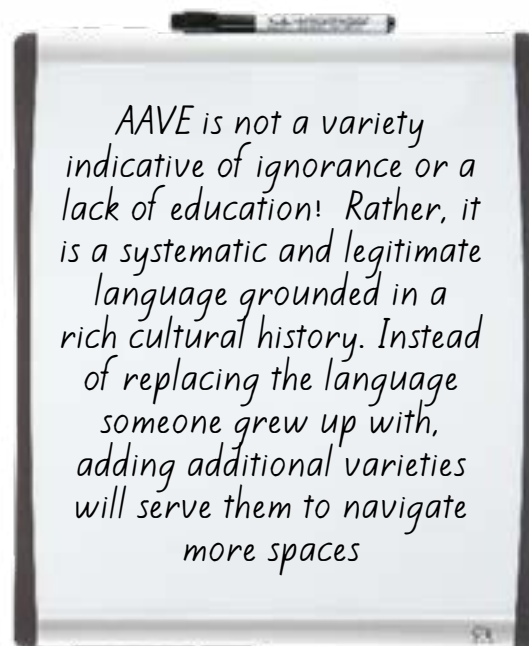 AAVE is not a variety
indicative of ignorance or a
lack of education! Rather, it
is a systematic and legitimate
language grounded in a
rich cultural history. Instead
of replacing the language
someone grew up with,
adding additional varieties
will serve them to navigate
more spaces